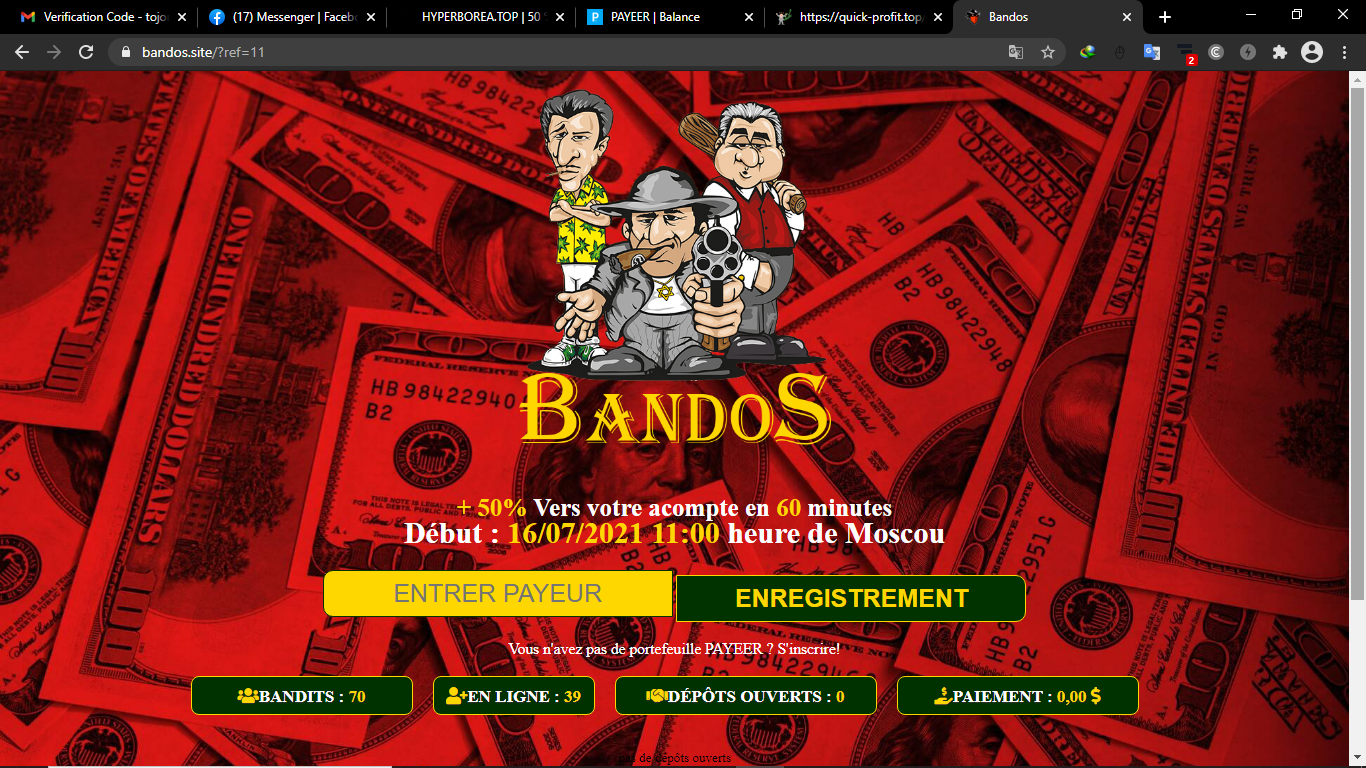 Verification Code - tojo
(17) Messenger | Faceb
HYPERBOREA.TOP | 50
PAYEER | Balance
https://quick-profit.top
Bandos
bandos.site/?ref=11
2
BANDOS
+ 50% Vers votre acompte en 60 minutes
Début : 16/07/2021 11:00 heure de Moscou
ENTRER PAYEUR
ENREGISTREMENT
Vous n'avez pas de portefeuille PAYEER ? S'inscrire!
BANDITS : 70
EN LIGNE : 39
DÉPÔTS OUVERTS : 0
PAIEMENT : 0,00 $
de dépôts ouverts